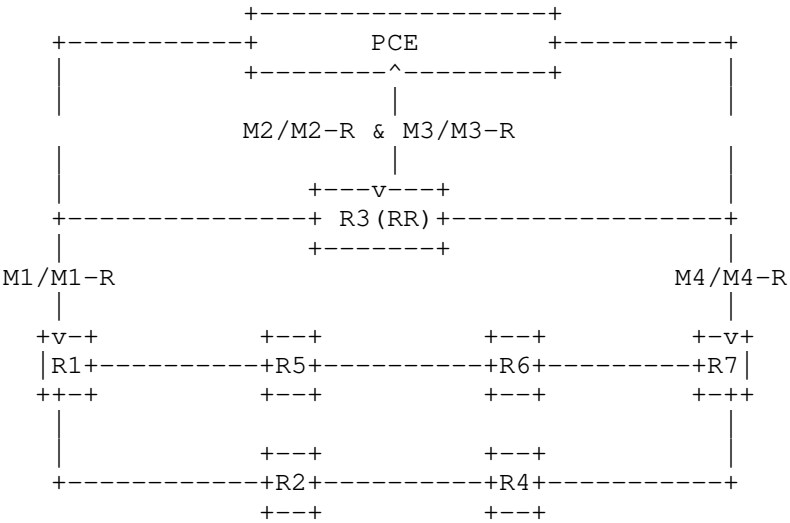 PCE
M2/M2-R & M3/M3-R
R3(RR)
M1/M1-R M4/M4-R
R1 R5 R6 R7
R2 R4